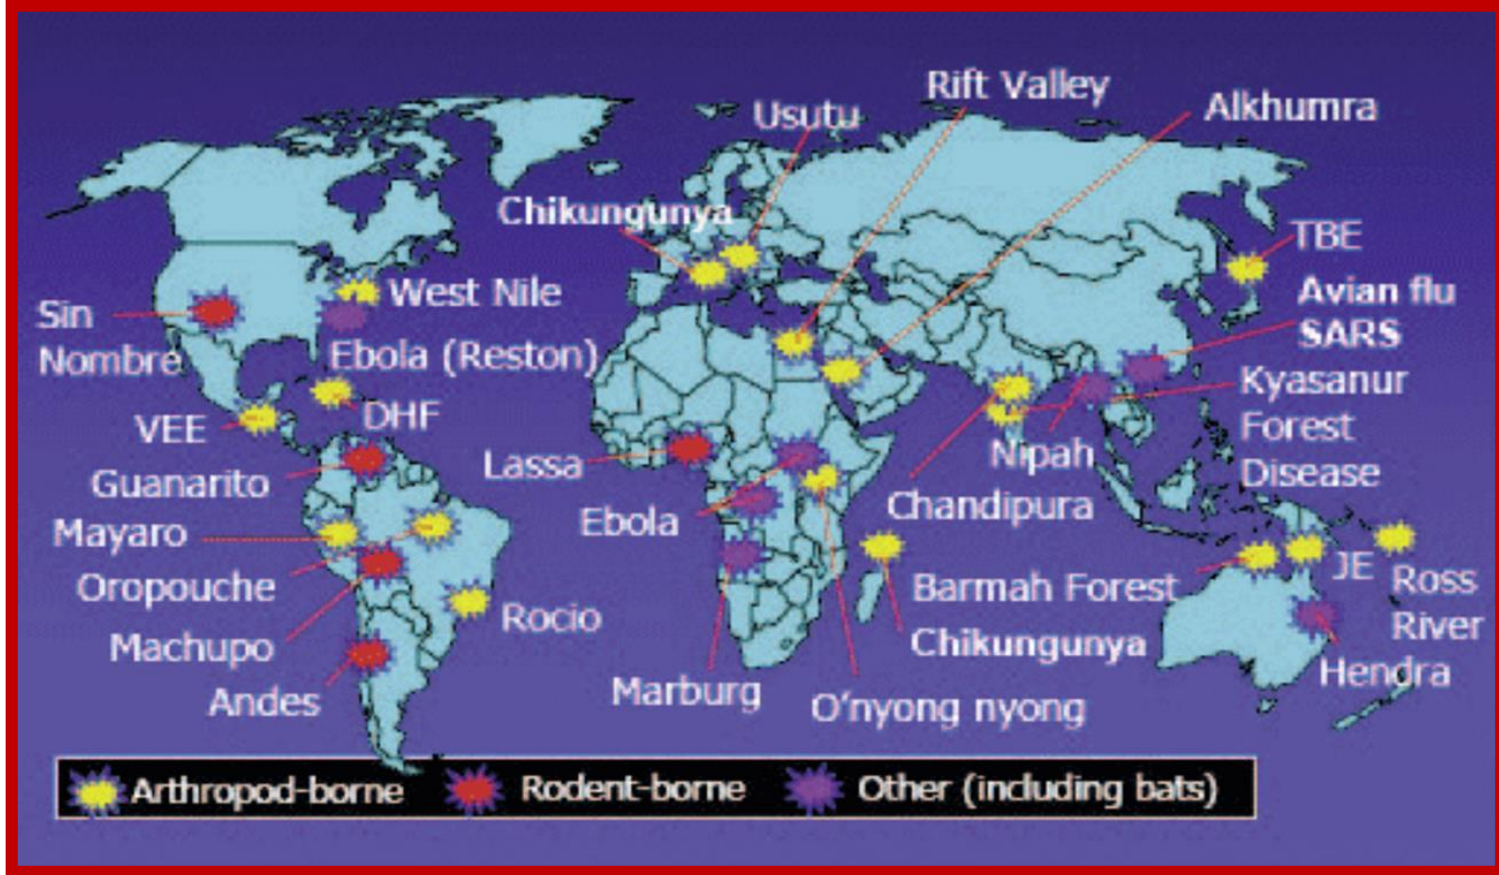 Rift Valley
Alkhumra
Usutu
Chikungunya
TBE
Avian flu
SARS
West Nile
Sin
Nombre
Ebola (Reston)
Kyasanur
Forest
Disease
VEE
DHF
Guanarito
Lassa
Nipah
Chandipura
Mayaro
Ebola
Oropouche
Barmah Forest
JE
Ross
River
Rocio
Machupo
Chikungunya
Hendra
Andes
Marburg
O'nyong nyong
Arthropod-borne
Rodent-borne
Other (including bats)